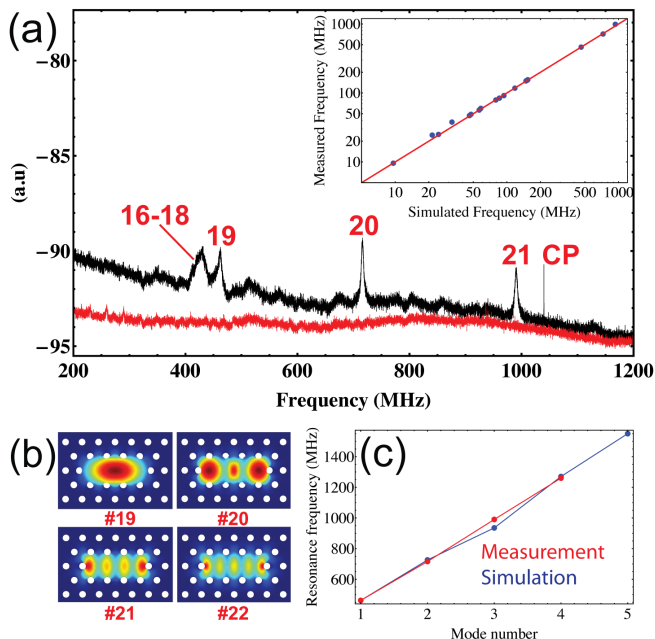 (a)
−80
−85
−90
−95
(a.u)
16-18
19
20
21 CP
200 400 600 800 1000 1200
Frequency (MHz)
Measured Frequency (MHz)
1000
500
100
50
10
5
10 20 50 100 200 500 1000
Simulated Frequency (MHz)
(b)
#19 #20
#21 #22
(c)
Resonance frequency (MHz)
1400
1200
1000
800
600
Measurement
Simulation
1 2 3 4 5
Mode number